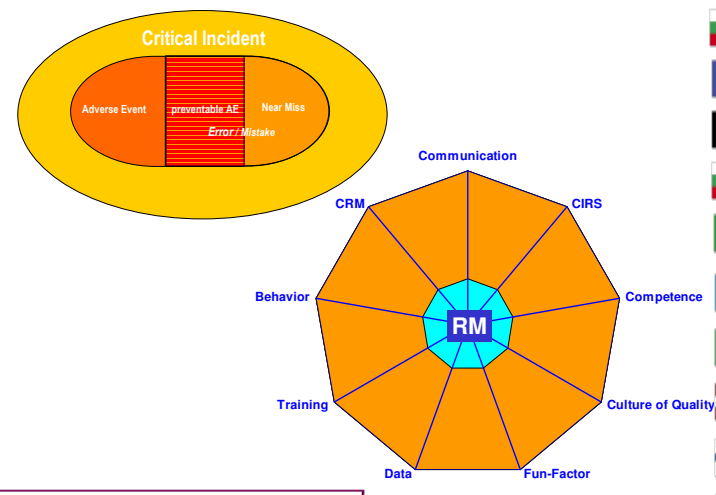 Critical Incident
Adverse Event
preventable AE
Near Miss
Error / Mistake
Communication
CRM
CIRS
Behavior
Competence
RM
Training
Culture of Quality
Data
Fun-Factor